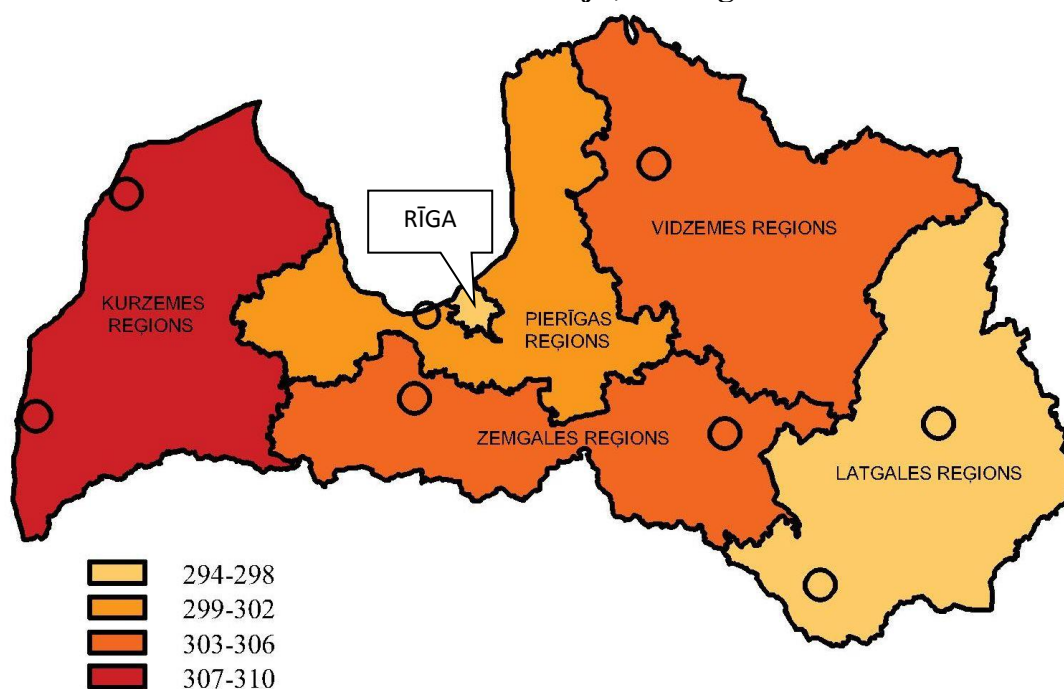 RĪGA
VIDZEMES REĢIONS
KURZEMES
REĢIONS
PIERĪGAS
REĢIONS
ZEMGALES REĢIONS
LATGALES REĢIONS
294-298
299-302
303-306
307-310